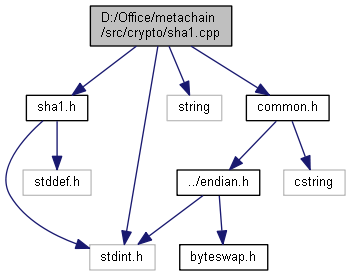 D:/Office/metachain
/src/crypto/sha1.cpp
sha1.h
string
common.h
stddef.h
../endian.h
cstring
stdint.h
byteswap.h